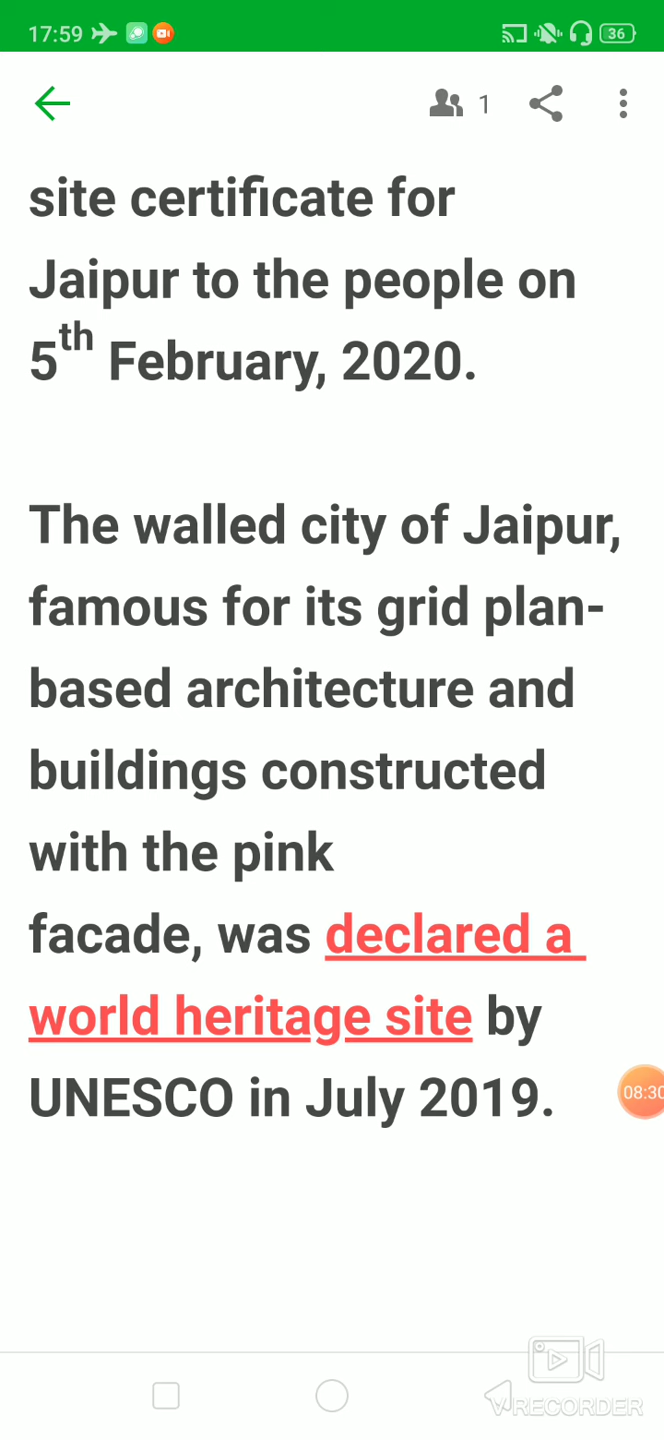 17:59
36
1
site certificate for
Jaipur to the people on
5th February, 2020.
The walled city of Jaipur,
famous for its grid plan-
based architecture and
buildings constructed
with the pink
facade, was declared a
world heritage site by
UNESCO in July 2019.
08:30
VRECORDER